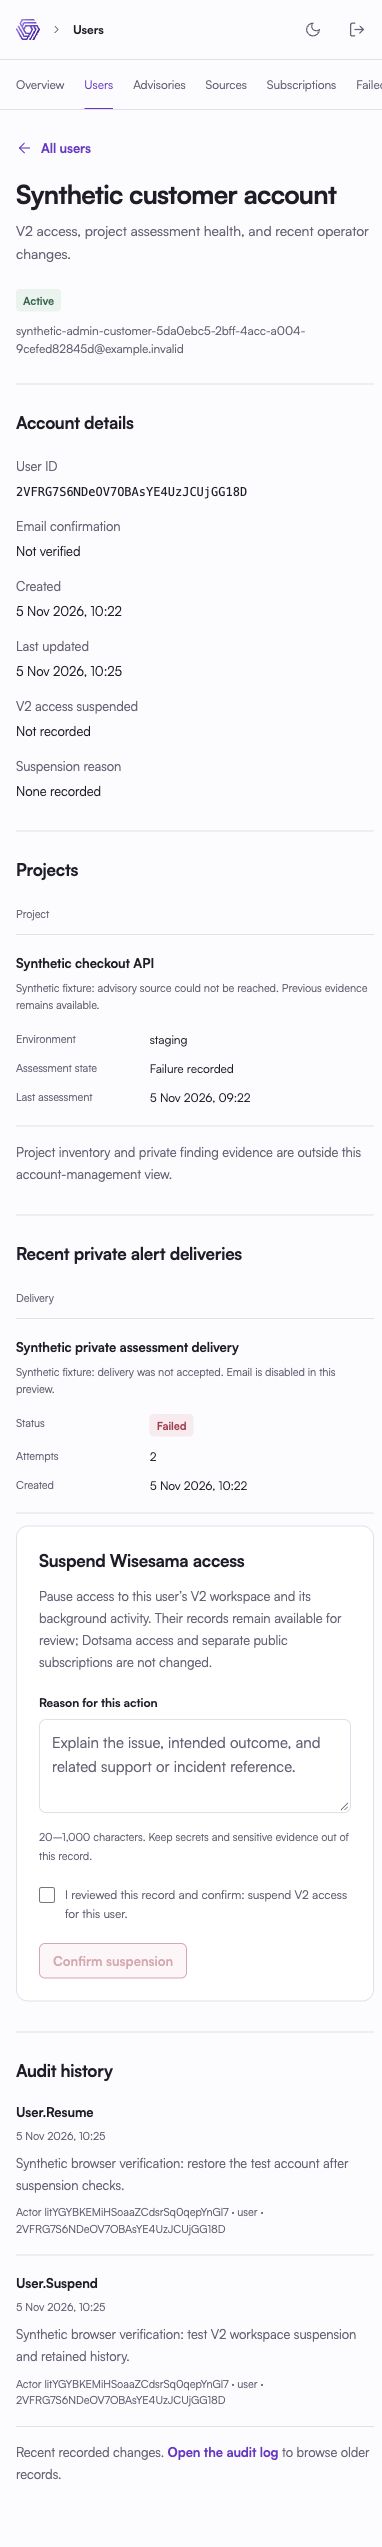 Users
Overview Users Advisories Sources Subscriptions Failed
All users
Synthetic customer account
V2 access, project assessment health, and recent operator
changes.
Active
synthetic-admin-customer-5da0ebc5-2bff-4acc-a004-
9cefed82845d@example.invalid
Account details
User ID
2VFRG7S6NDeOV7OBAsYE4UzJCUjGG18D
Email confirmation
Not verified
Created
5 Nov 2026, 10:22
Last updated
5 Nov 2026, 10:25
V2 access suspended
Not recorded
Suspension reason
None recorded
Projects
Project
Synthetic checkout API
Synthetic fixture: advisory source could not be reached. Previous evidence
remains available.
Environment staging
Assessment state Failure recorded
Last assessment 5 Nov 2026, 09:22
Project inventory and private finding evidence are outside this
account-management view.
Recent private alert deliveries
Delivery
Synthetic private assessment delivery
Synthetic fixture: delivery was not accepted. Email is disabled in this
preview.
Status Failed
Attempts 2
Created 5 Nov 2026, 10:22
Suspend Wisesama access
Pause access to this user's V2 workspace and its
background activity. Their records remain available for
review; Dotsama access and separate public
subscriptions are not changed.
Reason for this action
Explain the issue, intended outcome, and
related support or incident reference.
20–1,000 characters. Keep secrets and sensitive evidence out of
this record.
I reviewed this record and confirm: suspend V2 access
for this user.
Confirm suspension
Audit history
User.Resume
5 Nov 2026, 10:25
Synthetic browser verification: restore the test account after
suspension checks.
Actor litYGYBKEMiHSoaaZCdsrSq0qepYnGl7 · user ·
2VFRG7S6NDeOV7OBAsYE4UzJCUjGG18D
User.Suspend
5 Nov 2026, 10:25
Synthetic browser verification: test V2 workspace suspension
and retained history.
Actor litYGYBKEMiHSoaaZCdsrSq0qepYnGl7 · user ·
2VFRG7S6NDeOV7OBAsYE4UzJCUjGG18D
Recent recorded changes. Open the audit log to browse older
records.